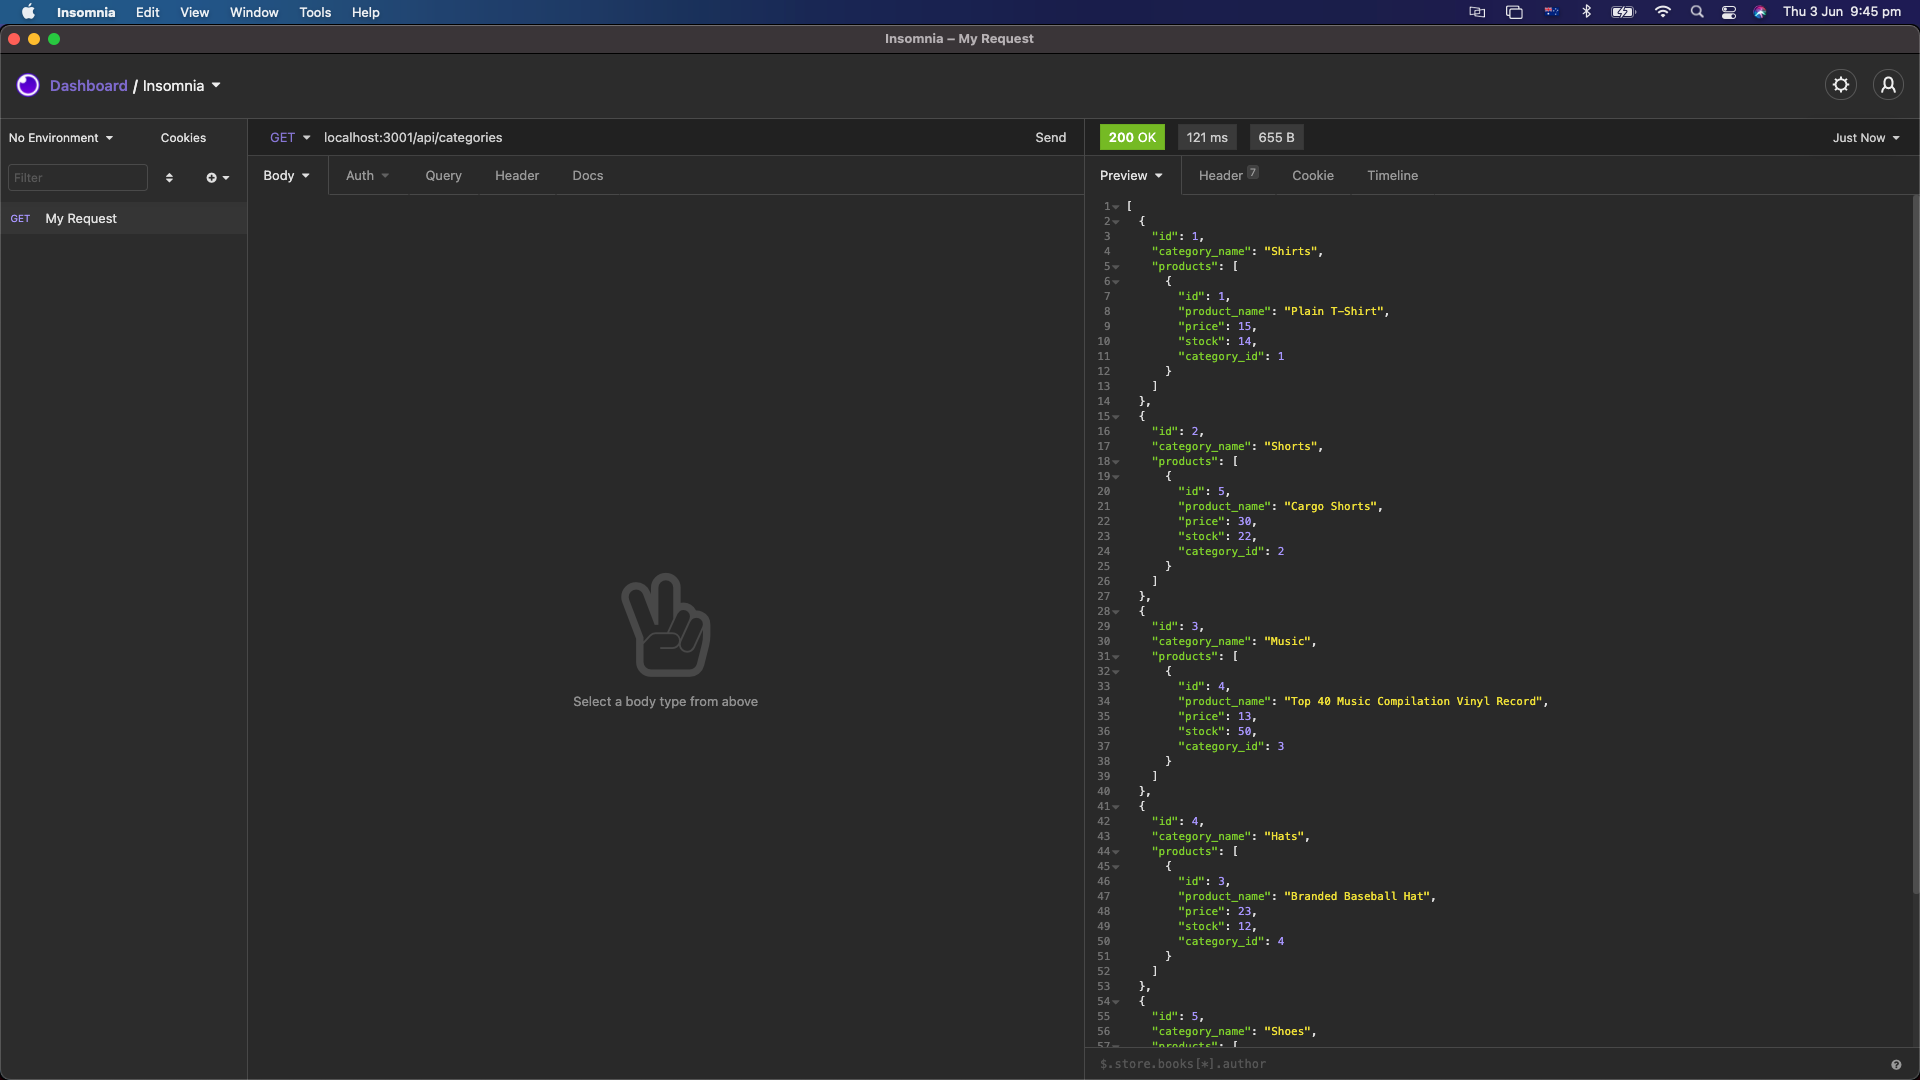 Insomnia Edit View Window Tools Help Thu 3 Jun 9:45 pm
Insomnia – My Request
Dashboard / Insomnia
No Environment Cookies
GET localhost:3001/api/categories Send
200 OK 121 ms 655 B Just Now
Filter
Body Auth Query Header Docs
Preview Header 7 Cookie Timeline
GET My Request
Select a body type from above
1 [
2 {
3 "id": 1,
4 "category_name": "Shirts",
5 "products": [
6 {
7 "id": 1,
8 "product_name": "Plain T-Shirt",
9 "price": 15,
10 "stock": 14,
11 "category_id": 1
12 }
13 ]
14 },
15 {
16 "id": 2,
17 "category_name": "Shorts",
18 "products": [
19 {
20 "id": 5,
21 "product_name": "Cargo Shorts",
22 "price": 30,
23 "stock": 22,
24 "category_id": 2
25 }
26 ]
27 },
28 {
29 "id": 3,
30 "category_name": "Music",
31 "products": [
32 {
33 "id": 4,
34 "product_name": "Top 40 Music Compilation Vinyl Record",
35 "price": 13,
36 "stock": 50,
37 "category_id": 3
38 }
39 ]
40 },
41 {
42 "id": 4,
43 "category_name": "Hats",
44 "products": [
45 {
46 "id": 3,
47 "product_name": "Branded Baseball Hat",
48 "price": 23,
49 "stock": 12,
50 "category_id": 4
51 }
52 ]
53 },
54 {
55 "id": 5,
56 "category_name": "Shoes",
57 "products": [
$.store.books[*].author